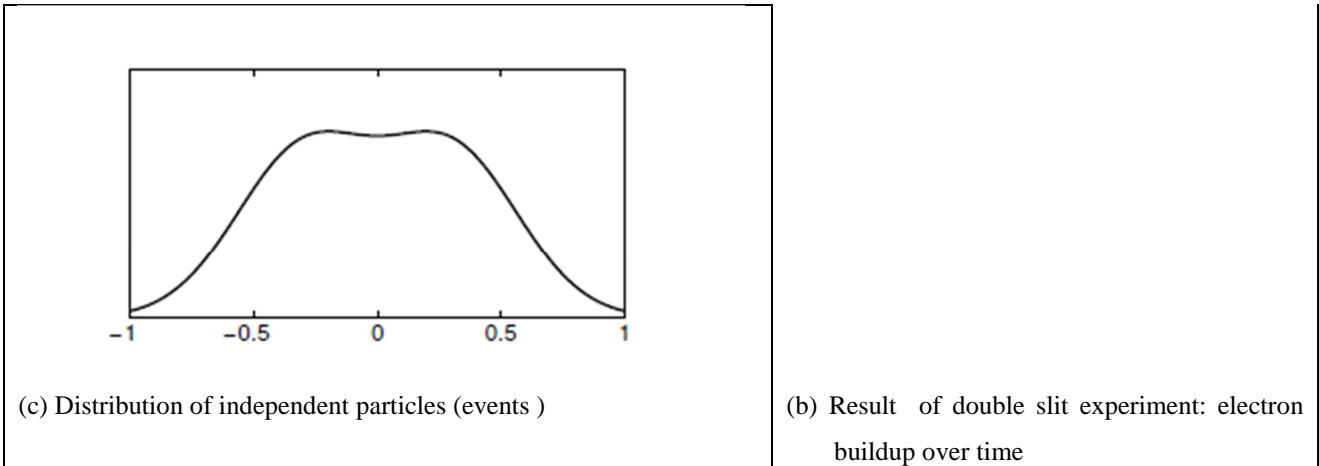 −1 −0.5 0 0.5 1
(c) Distribution of independent particles (events )
(b) Result of double slit experiment: electron
buildup over time